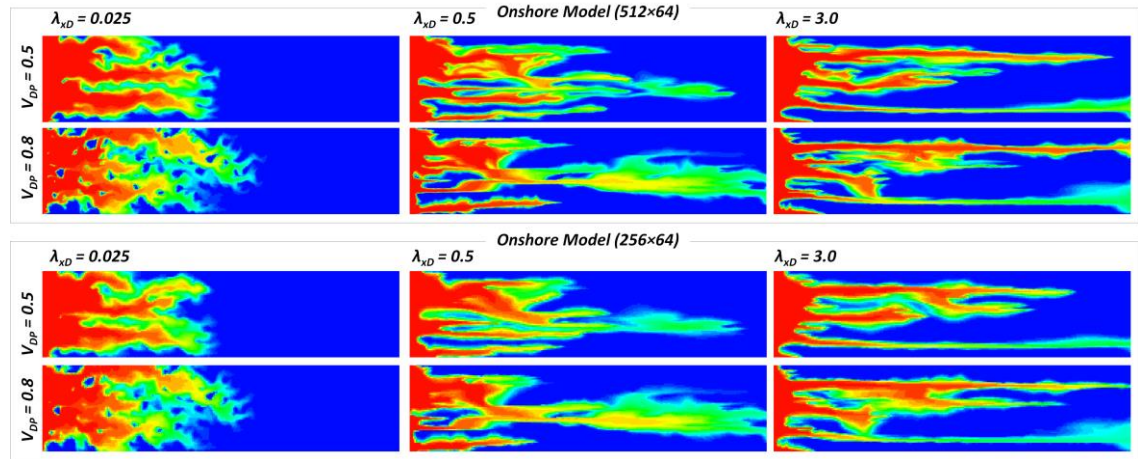 Onshore Model (512×64)
λxD = 0.025 λxD = 0.5 λxD = 3.0
VDP = 0.5
VDP = 0.8
Onshore Model (256×64)
λxD = 0.025 λxD = 0.5 λxD = 3.0
VDP = 0.5
VDP = 0.8